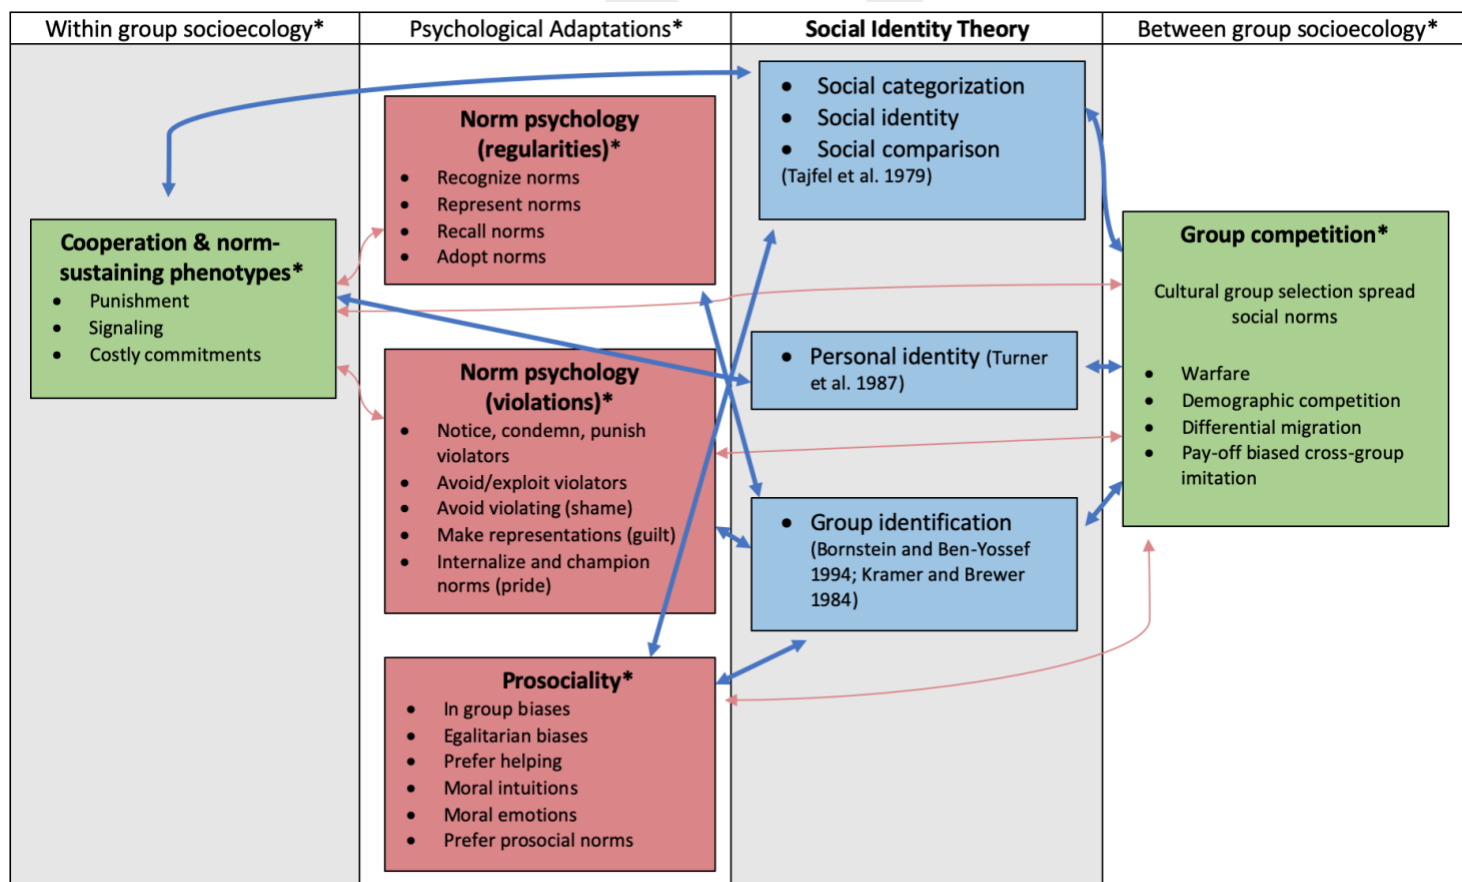 Within group socioecology*
Psychological Adaptations*
Social Identity Theory
Between group socioecology*
Cooperation & norm-
sustaining phenotypes*
• Punishment
• Signaling
• Costly commitments
Norm psychology
(regularities)*
• Recognize norms
• Represent norms
• Recall norms
• Adopt norms
Norm psychology
(violations)*
• Notice, condemn, punish
violators
• Avoid/exploit violators
• Avoid violating (shame)
• Make representations (guilt)
• Internalize and champion
norms (pride)
Prosociality*
• In group biases
• Egalitarian biases
• Prefer helping
• Moral intuitions
• Moral emotions
• Prefer prosocial norms
• Social categorization
• Social identity
• Social comparison
(Tajfel et al. 1979)
• Personal identity (Turner
et al. 1987)
• Group identification
(Bornstein and Ben-Yossef
1994; Kramer and Brewer
1984)
Group competition*
Cultural group selection spread
social norms
• Warfare
• Demographic competition
• Differential migration
• Pay-off biased cross-group
imitation